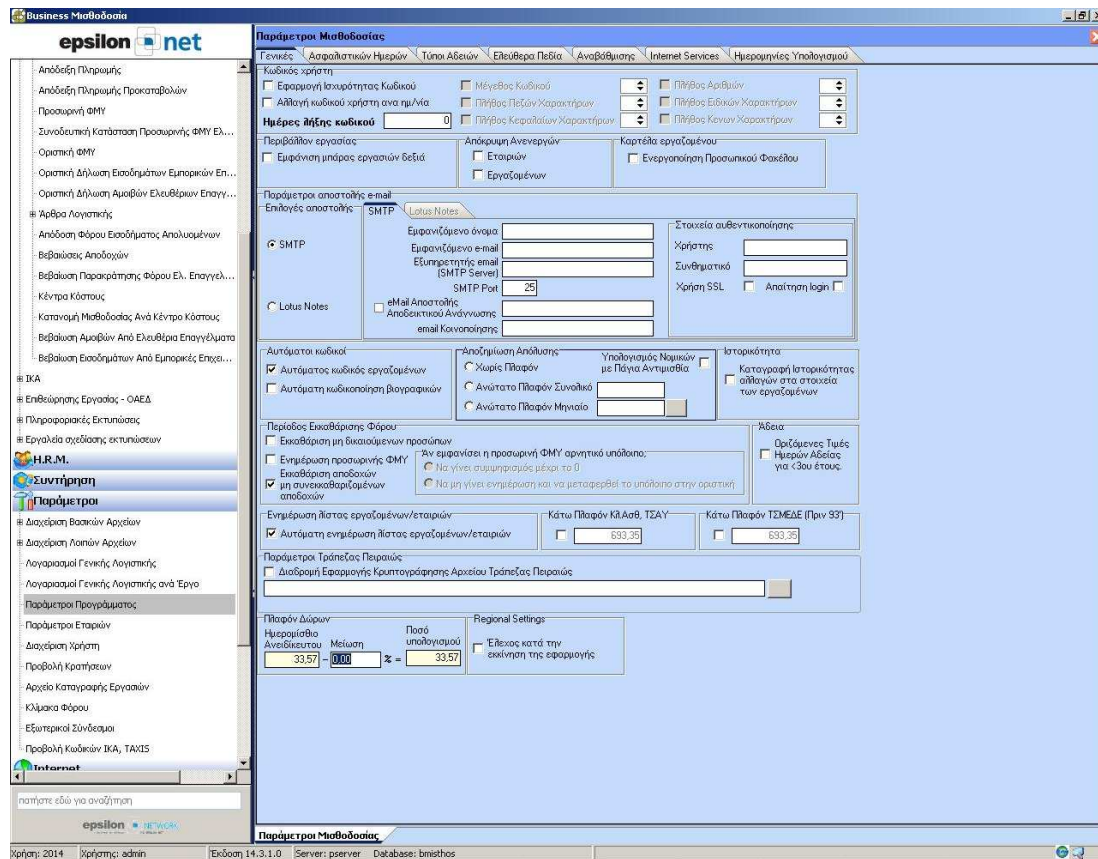 Business Μισθοδοσία
epsilon net
Απόδειξη Πληρωμής
Απόδειξη Πληρωμής Προκαταβολών
Προσωρινή ΦΜΥ
Συνοδευτική Κατάσταση Προσωρινής ΦΜΥ Ελ...
Οριστική ΦΜΥ
Οριστική Δήλωση Εισοδημάτων Εμπορικών Επ...
Οριστική Δήλωση Αμοιβών Ελευθέριων Επαγγ...
Άρθρα Λογιστικής
Απόδοση Φόρου Εισοδήματος Απολυομένων
Βεβαιώσεις Αποδοχών
Βεβαίωση Παρακράτησης Φόρου Ελ. Επαγγελ...
Κέντρα Κόστους
Κατανομή Μισθοδοσίας Ανά Κέντρο Κόστους
Βεβαίωση Αμοιβών Από Ελευθέρια Επαγγέλματα
Βεβαίωση Εισοδημάτων Από Εμπορικές Επιχει...
ΙΚΑ
Επιθεώρησης Εργασίας - ΟΑΕΔ
Πληροφοριακές Εκτυπώσεις
Εργαλεία σχεδίασης εκτυπώσεων
H.R.M.
Συντήρηση
Παράμετροι
Διαχείριση Βασικών Αρχείων
Διαχείριση Λοιπών Αρχείων
Λογαριασμοί Γενικής Λογιστικής
Λογαριασμοί Γενικής Λογιστικής ανά Έργο
Παράμετροι Προγράμματος
Παράμετροι Εταιριών
Διαχείριση Χρήστη
Προβολή Κρατήσεων
Αρχείο Καταγραφής Εργασιών
Κλίμακα Φόρου
Εξωτερικοί Σύνδεσμοι
Προβολή Κωδικών ΙΚΑ, TAXIS
Internet
πατήστε εδώ για αναζήτηση
epsilon NETWORK
Παράμετροι Μισθοδοσίας
Γενικές Ασφαλιστικών Ημερών Τύποι Αδειών Ελεύθερα Πεδία Αναβάθμισης Internet Services Ημερομηνίες Υπολογισμού
Κωδικός χρήστη
Εφαρμογή Ισχυρότητας Κωδικού Μέγεθος Κωδικού Πλήθος Αριθμών
Αλλαγή κωδικού χρήστη ανα ημ/νία Πλήθος Πεζών Χαρακτήρων Πλήθος Ειδικών Χαρακτήρων
Ημέρες λήξης κωδικού 0 Πλήθος Κεφαλαίων Χαρακτήρων Πλήθος Κενων Χαρακτήρων
Περιβάλλον εργασίας Απόκρυψη Ανενεργών Καρτέλα εργαζομένου
Εμφάνιση μπάρας εργασιών δεξιά Εταιριών Ενεργοποίηση Προσωπικού Φακέλου
Εργαζομένων
Παράμετροι αποστολής e-mail
Επιλογές αποστολής SMTP Lotus Notes Στοιχεία αυθεντικοποίησης
SMTP
Lotus Notes
Εμφανιζόμενο όνομα
Εμφανιζόμενο e-mail
Εξυπηρετητής email
(SMTP Server)
SMTP Port 25
eMail Αποστολής
Αποδεικτικού Ανάγνωσης
email Κοινοποίησης
Χρήστης
Συνθηματικό
Χρήση SSL Απαίτηση login
Αυτόματοι κωδικοί
Αυτόματος κωδικός εργαζομένων
Αυτόματη κωδικοποίηση βιογραφικών
Αποζημίωση Απόλυσης
Χωρίς Πλαφόν
Υπολογισμός Νομικών
με Πάγια Αντιμισθία
Ανώτατο Πλαφόν Συνολικό
Ανώτατο Πλαφόν Μηνιαίο
Ιστορικότητα
Καταγραφή Ιστορικότητας
αλλαγών στα στοιχεία
των εργαζομένων
Περίοδος Εκκαθάρισης Φόρου
Εκκαθάριση μη δικαιούμενων προσώπων
Ενημέρωση προσωρινής ΦΜΥ
Εκκαθάριση αποδοχών
μη συνεκκαθαριζομένων
αποδοχών
Άν εμφανίσει η προσωρινή ΦΜΥ αρνητικό υπόλοιπο;
Να γίνει συμψηφισμός μέχρι το 0
Να μη γίνει ενημέρωση και να μεταφερθεί το υπόλοιπο στην οριστική
Άδεια
Οριζόμενες Τιμές
Ημερών Αδείας
για <3ου έτους.
Ενημέρωση λίστας εργαζομένων/εταιριών
Αυτόματη ενημέρωση λίστας εργαζομένων/εταιριών
Κάτω Πλαφόν Κλ.Ασθ, ΤΣΑΥ
693,35
Κάτω Πλαφόν ΤΣΜΕΔΕ (Πριν 93')
693,35
Παράμετροι Τράπεζας Πειραιώς
Διαδρομή Εφαρμογής Κρυπτογράφησης Αρχείου Τράπεζας Πειραιώς
Πλαφόν Δώρων
Ημερομίσθιο
Ανειδίκευτου Μείωση
Ποσό
υπολογισμού
33,57 - 0,00 % = 33,57
Regional Settings
Έλεχος κατά την
εκκίνηση της εφαρμογής
Παράμετροι Μισθοδοσίας
Χρήση: 2014 Χρήστης: admin Έκδοση 14.3.1.0 Server: pserver Database: bmisthos